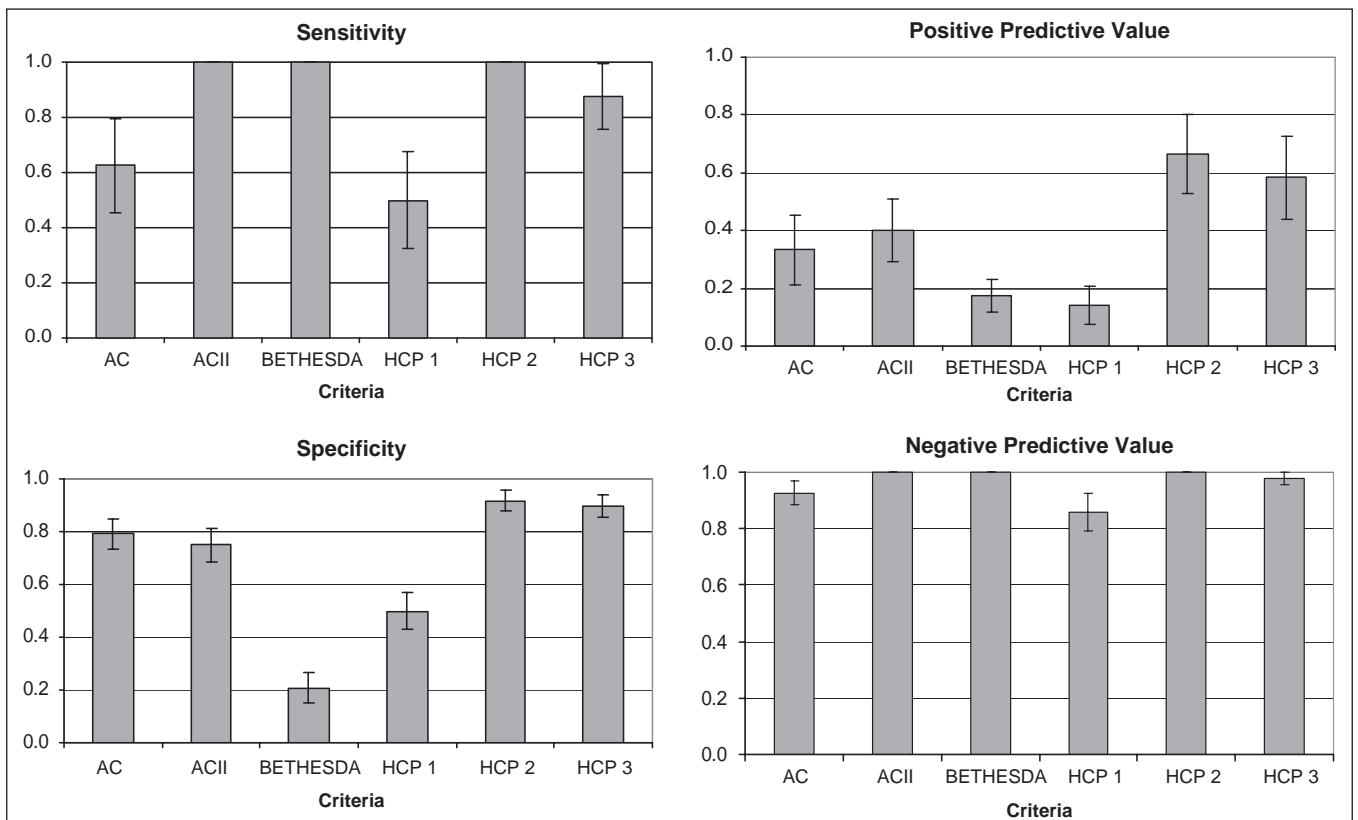 Sensitivity
1.0
0.8
0.6
0.4
0.2
0.0
AC ACII BETHESDA HCP 1 HCP 2 HCP 3
Criteria
Positive Predictive Value
1.0
0.8
0.6
0.4
0.2
0.0
AC ACII BETHESDA HCP 1 HCP 2 HCP 3
Criteria
Specificity
1.0
0.8
0.6
0.4
0.2
0.0
AC ACII BETHESDA HCP 1 HCP 2 HCP 3
Criteria
Negative Predictive Value
1.0
0.8
0.6
0.4
0.2
0.0
AC ACII BETHESDA HCP 1 HCP 2 HCP 3
Criteria